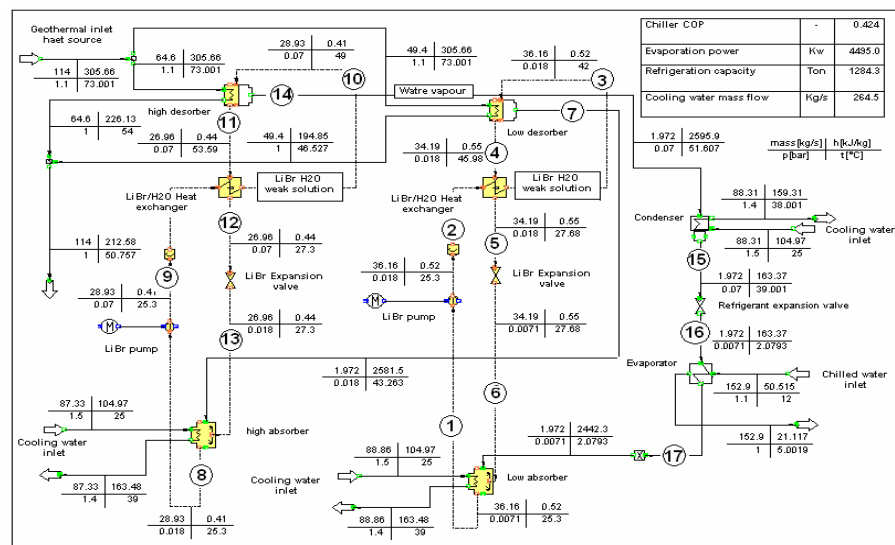 Geothermal inlet
haet source
114 305.66
1.1 73.001
64.6 305.66
1.1 73.001
28.93 0.41
0.07 49
49.4 305.66
1.1 73.001
36.16 0.52
0.018 42
Chiller COP - 0.424
Evaporation power Kw 4495.0
Refrigeration capacity Ton 1284.3
Cooling water mass flow Kg/s 264.5
10
3
14
Watre vapour
7
high desorber
11
Low desorber
4
64.6 226.13
1 54
26.96 0.44
0.07 53.59
49.4 194.85
1 46.527
34.19 0.55
0.018 45.98
1.972 2595.9
0.07 51.607
mass[kg/s] h[kJ/kg]
p[bar] t[°C]
LiBr H2O
weak solution
LiBr H2O
weak solution
LiBr/H2O Heat
exchanger
LiBr/H2O Heat
exchanger
88.31 159.31
1.4 38.001
Condenser
Cooling water
inlet
88.31 104.97
1.5 25
12
2
5
15
34.19 0.55
0.018 27.68
114 212.58
1 50.757
9
26.96 0.44
0.07 27.3
LiBr Expansion
valve
36.16 0.52
0.018 25.3
LiBr Expansion
valve
1.972 163.37
0.07 39.001
Refrigerant expansion valve
28.93 0.41
0.07 25.3
M
LiBr pump
26.96 0.44
0.018 27.3
13
M
LiBr pump
34.19 0.55
0.0071 27.68
16
1.972 163.37
0.0071 2.0793
Evaporator
Chilled water
inlet
152.9 50.515
1.1 12
1.972 2581.5
0.018 43.263
6
87.33 104.97
1.5 25
high absorber
Cooling water
inlet
1
1.972 2442.3
0.0071 2.0793
152.9 21.117
1 5.0019
17
8
88.86 104.97
1.5 25
Cooling water
inlet
Low absorber
87.33 163.48
1.4 39
28.93 0.41
0.018 25.3
88.86 163.48
1.4 39
36.16 0.52
0.0071 25.3